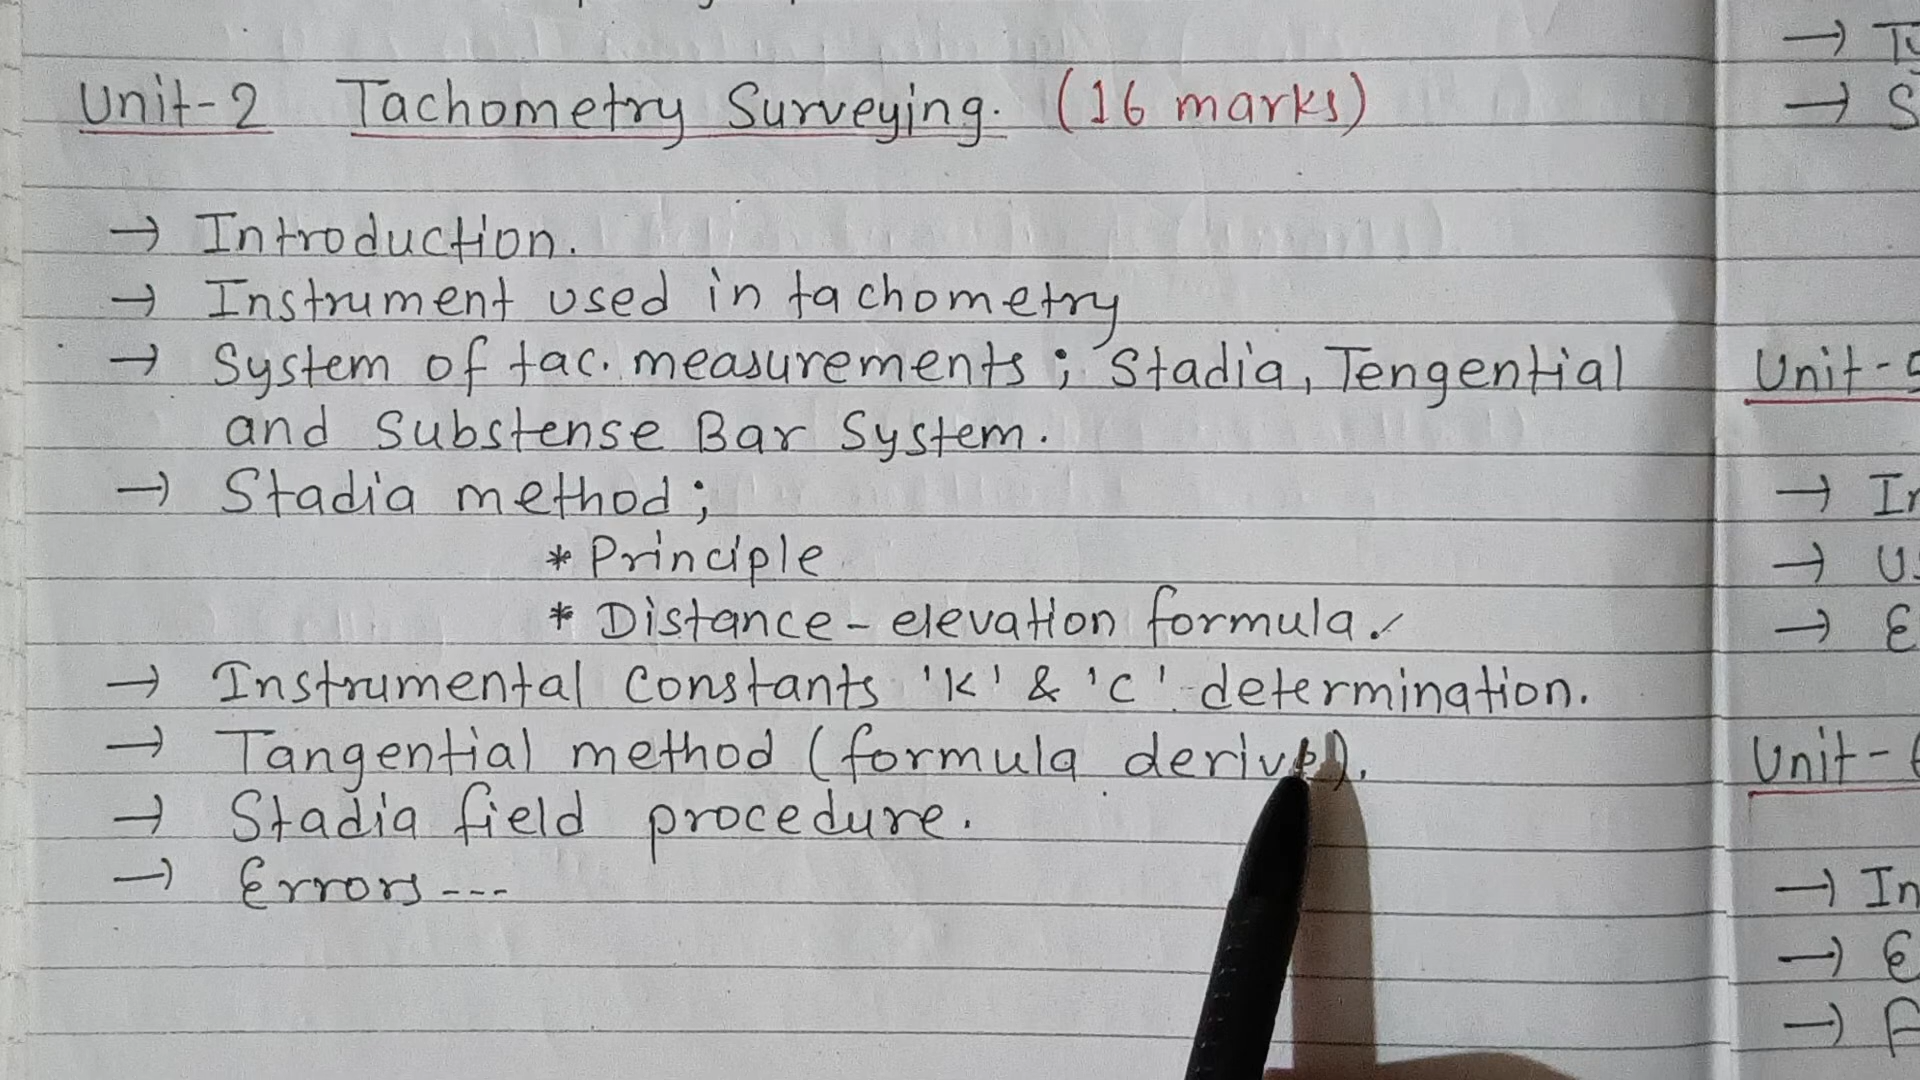 Unit-2 Tachometry Surveying. (16 marks)
→ Introduction.
→ Instrument used in tachometry
→ System of tac. measurements; Stadia, Tengential
and Substense Bar System.
→ Stadia method;
* Principle
* Distance-elevation formula.
→ Instrumental Constants 'K' & 'C' determination.
→ Tangential method (formula derive).
→ Stadia field procedure.
→ Errors ---
Unit-5
Unit-